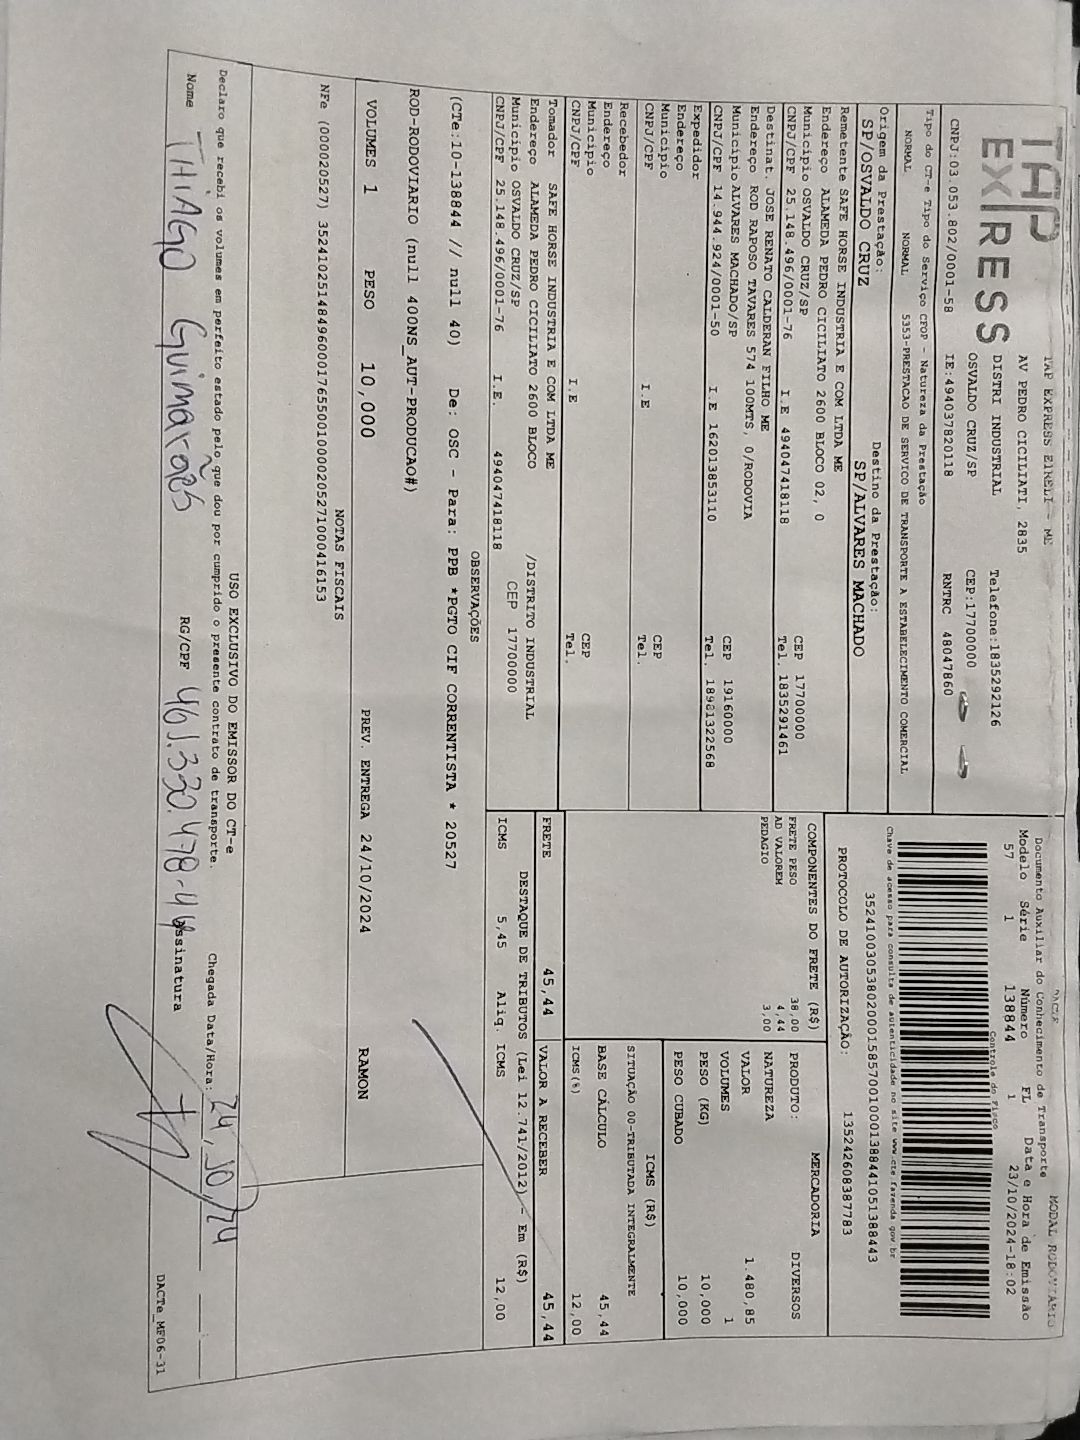 TAP EXPRESS EIRELI - ME
TAP
EXPRESS
AV PEDRO CICILIATI, 2835
DISTRI INDUSTRIAL
Telefone:1835292126
OSVALDO CRUZ/SP
CEP:17700000
CNPJ:03.053.802/0001-58
IE:494037820118
RNTRC 48047860
DACTE
MODAL RODOVIARIO
Documento Auxiliar do Conhecimento de Transporte
Modelo Série Número FL Data e Hora de Emissão
57 1 138844 1 23/10/2024-18:02
Controle do Fisco
Chave de acesso para consulta de autenticidade no site www.cte.fazenda.gov.br
35241003053802000158570010001388441051388443
PROTOCOLO DE AUTORIZAÇÃO: 135242608387783
Tipo do CT-e Tipo do Serviço CFOP - Natureza da Prestação
NORMAL NORMAL 5353-PRESTACAO DE SERVICO DE TRANSPORTE A ESTABELECIMENTO COMERCIAL
Origem da Prestação: Destino da Prestação:
SP/OSVALDO CRUZ SP/ALVARES MACHADO
Remetente SAFE HORSE INDUSTRIA E COM LTDA ME
Endereço ALAMEDA PEDRO CICILIATO 2600 BLOCO 02, 0
Município OSVALDO CRUZ/SP CEP 17700000
CNPJ/CPF 25.148.496/0001-76 I.E 494047418118 Tel. 1835291461
Destinat. JOSE RENATO CALDERAN FILHO ME
Endereço ROD RAPOSO TAVARES 574 100MTS, 0/RODOVIA
Município ALVARES MACHADO/SP CEP 19160000
CNPJ/CPF 14.944.924/0001-50 I.E 162013853110 Tel. 18981322568
Expedidor
Endereço
Município CEP
CNPJ/CPF I.E Tel.
Recebedor
Endereço
Município CEP
CNPJ/CPF I.E Tel.
Tomador SAFE HORSE INDUSTRIA E COM LTDA ME
Endereço ALAMEDA PEDRO CICILIATO 2600 BLOCO /DISTRITO INDUSTRIAL
Município OSVALDO CRUZ/SP CEP 17700000
CNPJ/CPF 25.148.496/0001-76 I.E. 494047418118
COMPONENTES DO FRETE (R$)
FRETE PESO 38,00
AD VALOREM 4,44
PEDAGIO 3,00
MERCADORIA
PRODUTO: DIVERSOS
NATUREZA
VALOR 1.480,85
VOLUMES 1
PESO (KG) 10,000
PESO CUBADO 10,000
ICMS (R$)
SITUAÇÃO 00-TRIBUTADA INTEGRALMENTE
BASE CÁLCULO 45,44
ICMS(%) 12,00
FRETE 45,44 VALOR A RECEBER 45,44
DESTAQUE DE TRIBUTOS (Lei 12.741/2012) - Em (R$)
ICMS 5,45 Aliq. ICMS 12,00
OBSERVAÇÕES
(CTe:10-138844 // null 40) De: OSC - Para: PPB *PGTO CIF CORRENTISTA * 20527
ROD-RODOVIARIO (null 400NS_AUT-PRODUCAO#)
VOLUMES 1 PESO 10,000 PREV. ENTREGA 24/10/2024 RAMON
NOTAS FISCAIS
NFe (000020527) 35241025148496000176550010000205271000416153
USO EXCLUSIVO DO EMISSOR DO CT-e
Declaro que recebi os volumes em perfeito estado pelo que dou por cumprido o presente contrato de transporte.
Chegada Data/Hora: 24/10/24
Nome THIAGO Guimarães RG/CPF 461.330.478-46 Assinatura
DACTe_MF06-31